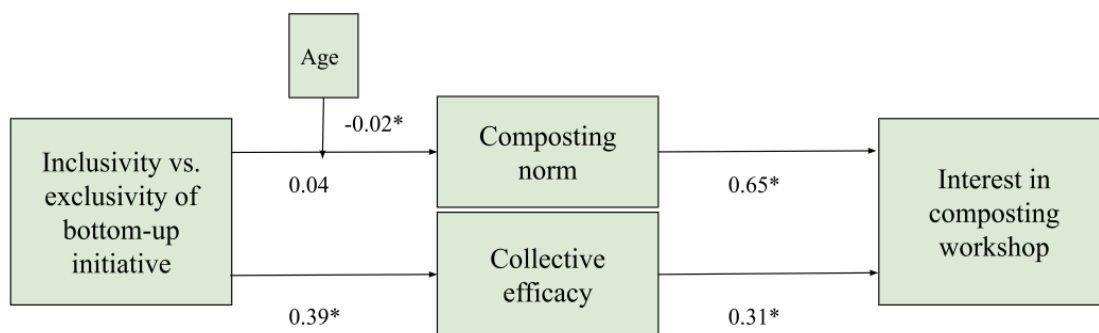 Age
-0.02*
Inclusivity vs.
exclusivity of
bottom-up
initiative
0.04
Composting
norm
0.65*
Interest in
composting
workshop
0.39*
Collective
efficacy
0.31*